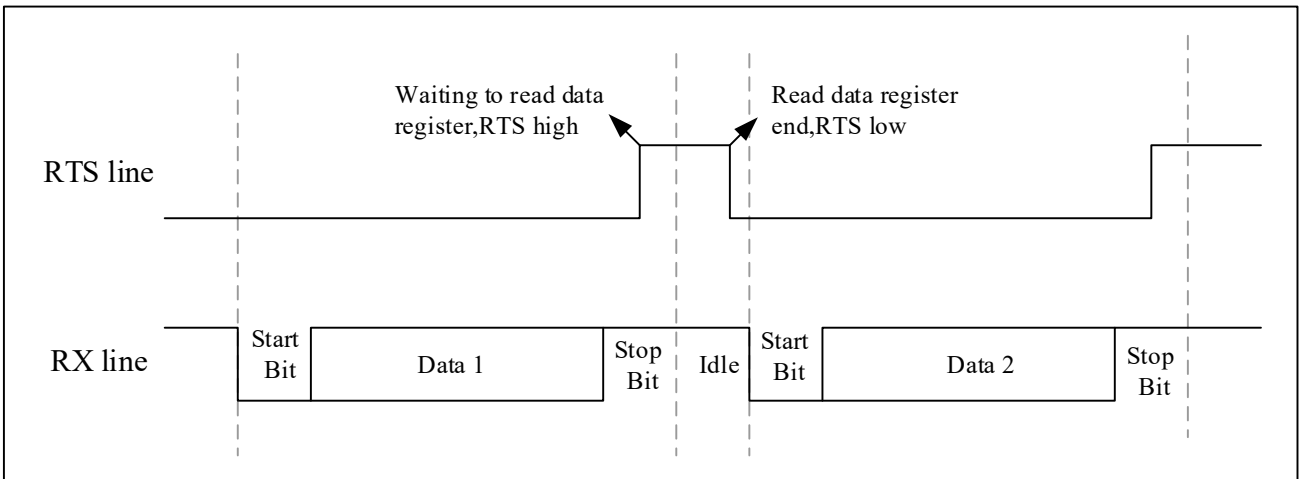 Waiting to read data
register,RTS high
Read data register
end,RTS low
RTS line
RX line
Start
Bit
Data 1
Stop
Bit
Idle
Start
Bit
Data 2
Stop
Bit